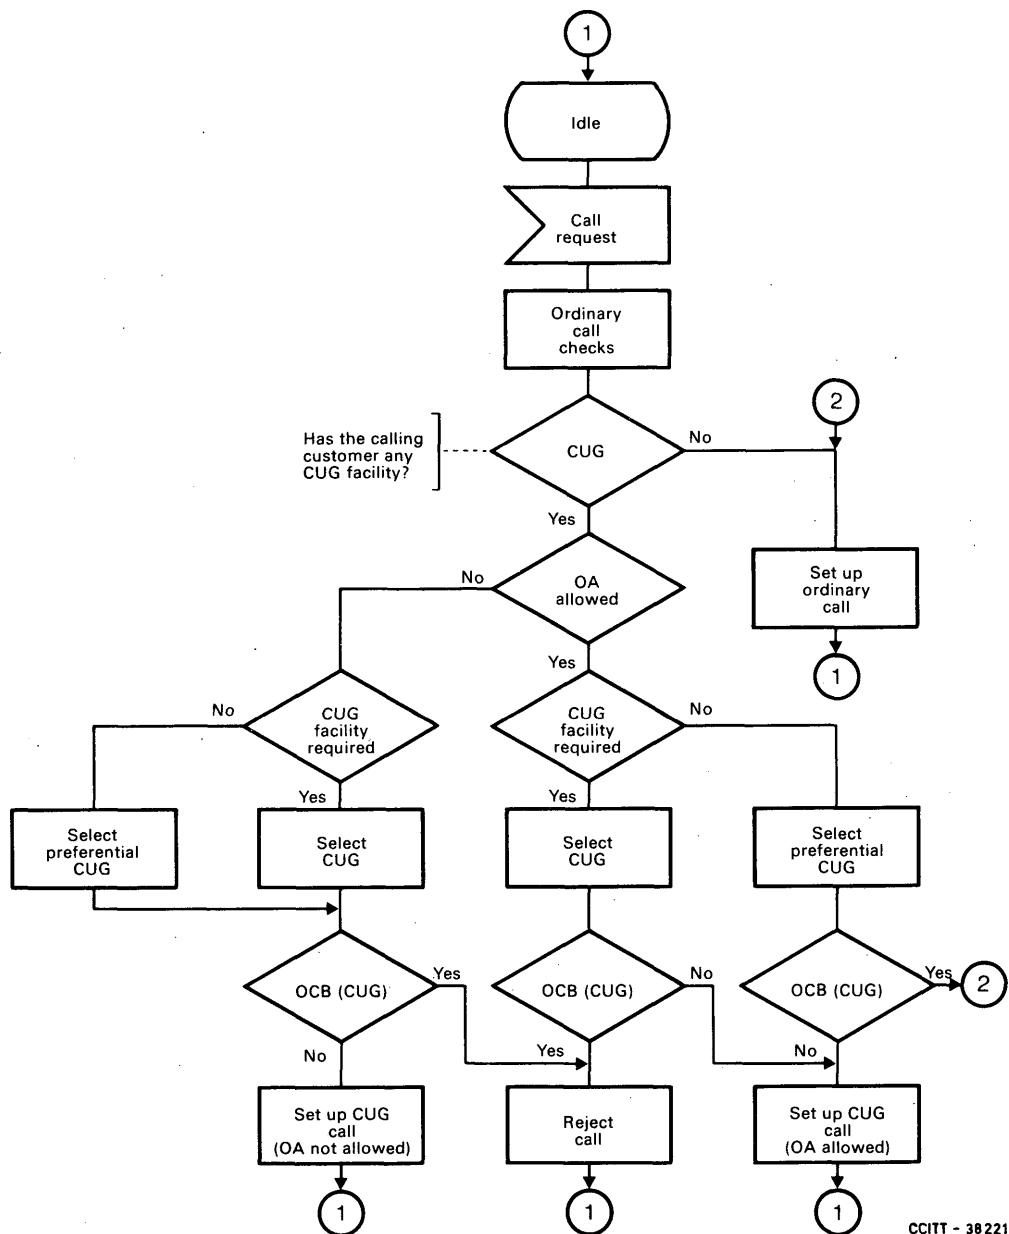 1
Idle
Call
request
Ordinary
call
checks
2
Has the calling
customer any
CUG facility?
CUG
No
Yes
Set up
ordinary
call
1
No
OA
allowed
Yes
No
CUG
facility
required
Yes
CUG
facility
required
No
Yes
Select
preferential
CUG
Select
CUG
Select
CUG
Select
preferential
CUG
OCB (CUG)
Yes
No
OCB (CUG)
No
Yes
OCB (CUG)
Yes
2
No
Set up CUG
call
(OA not allowed)
Reject
call
Set up CUG
call
(OA allowed)
1
1
1
CCITT - 38221